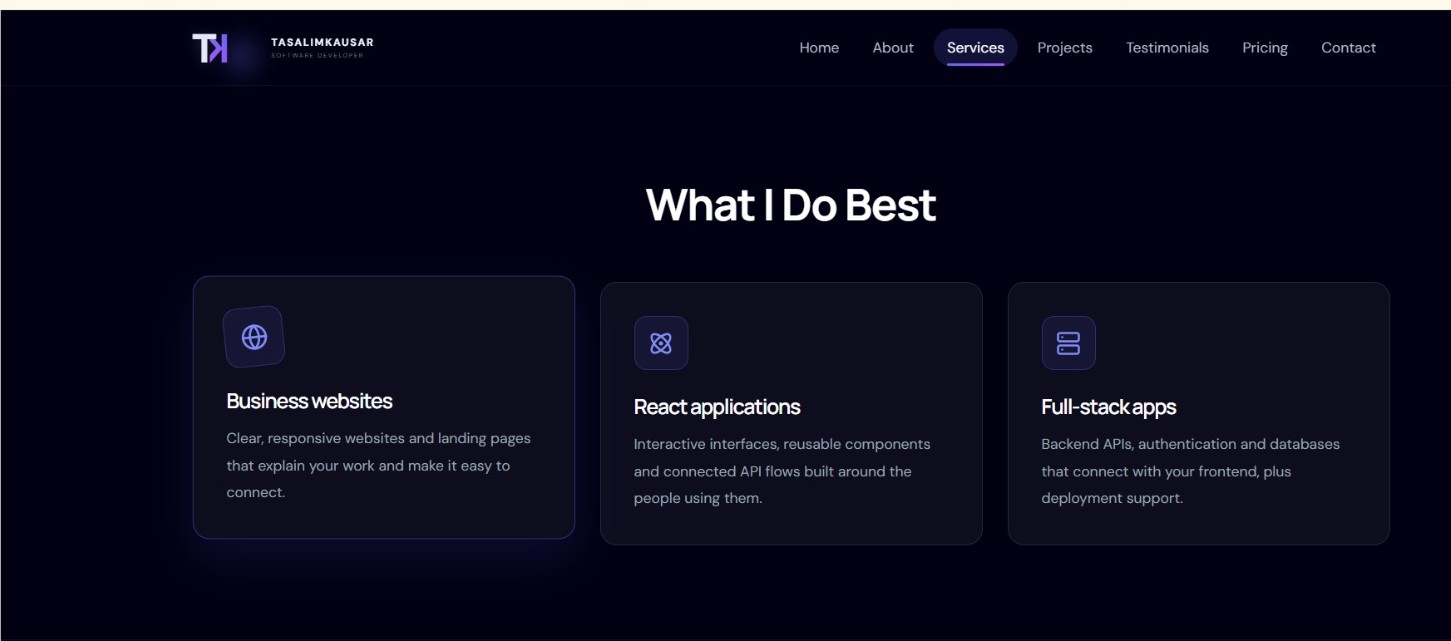 TK
TASALIMKAUSAR
SOFTWARE DEVELOPER
Home About Services Projects Testimonials Pricing Contact
What I Do Best
Business websites
Clear, responsive websites and landing pages
that explain your work and make it easy to
connect.
React applications
Interactive interfaces, reusable components
and connected API flows built around the
people using them.
Full-stack apps
Backend APIs, authentication and databases
that connect with your frontend, plus
deployment support.